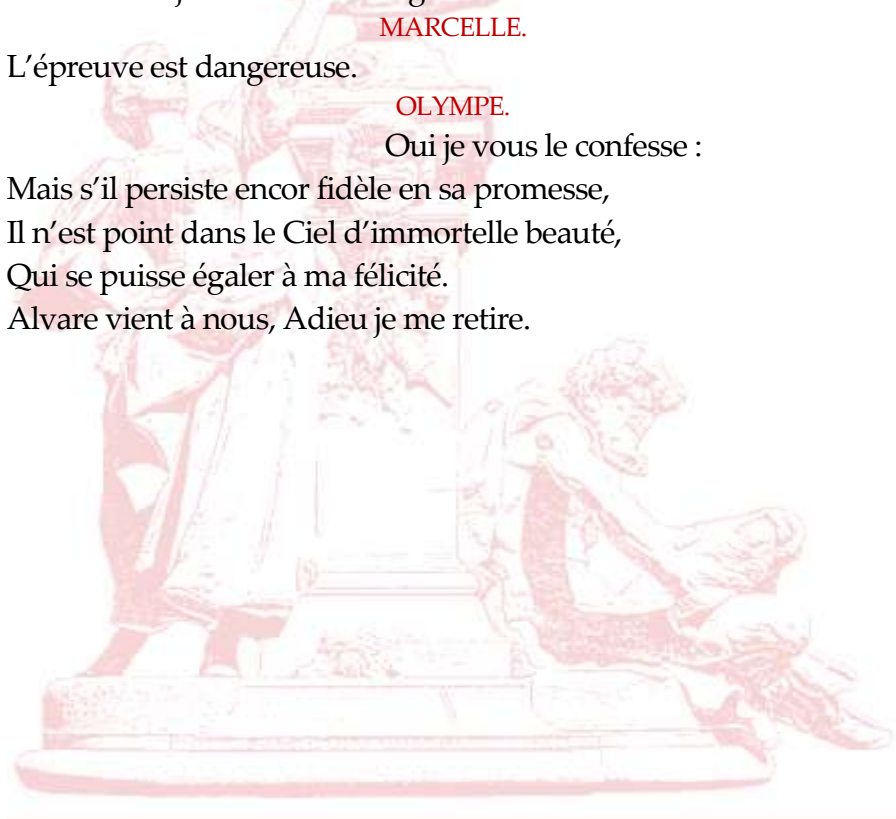 MARCELLE.
L’épreuve est dangereuse.
OLYMPE.
Oui je vous le confesse :
Mais s’il persiste encor fidèle en sa promesse,
Il n’est point dans le Ciel d’immortelle beauté,
Qui se puisse égaler à ma félicité.
Alvare vient à nous, Adieu je me retire.